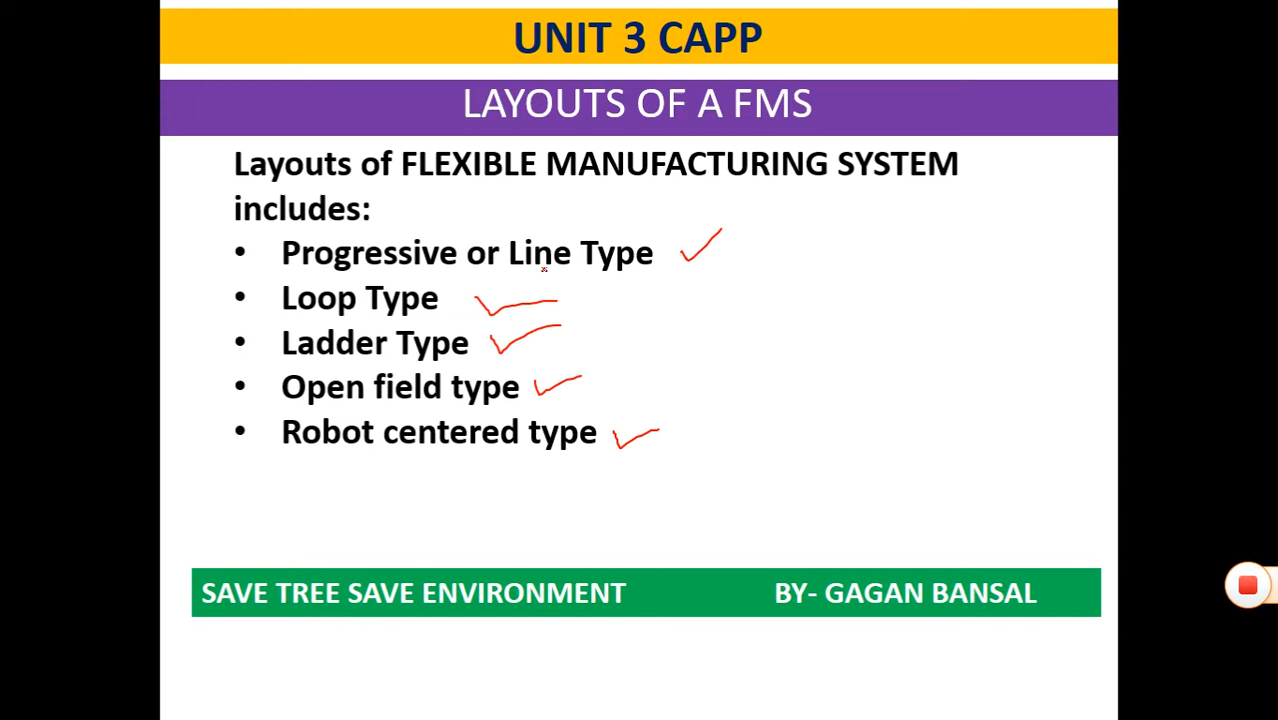 UNIT 3 CAPP
LAYOUTS OF A FMS
Layouts of FLEXIBLE MANUFACTURING SYSTEM
includes:
• Progressive or Line Type
• Loop Type
• Ladder Type
• Open field type
• Robot centered type
SAVE TREE SAVE ENVIRONMENT BY- GAGAN BANSAL